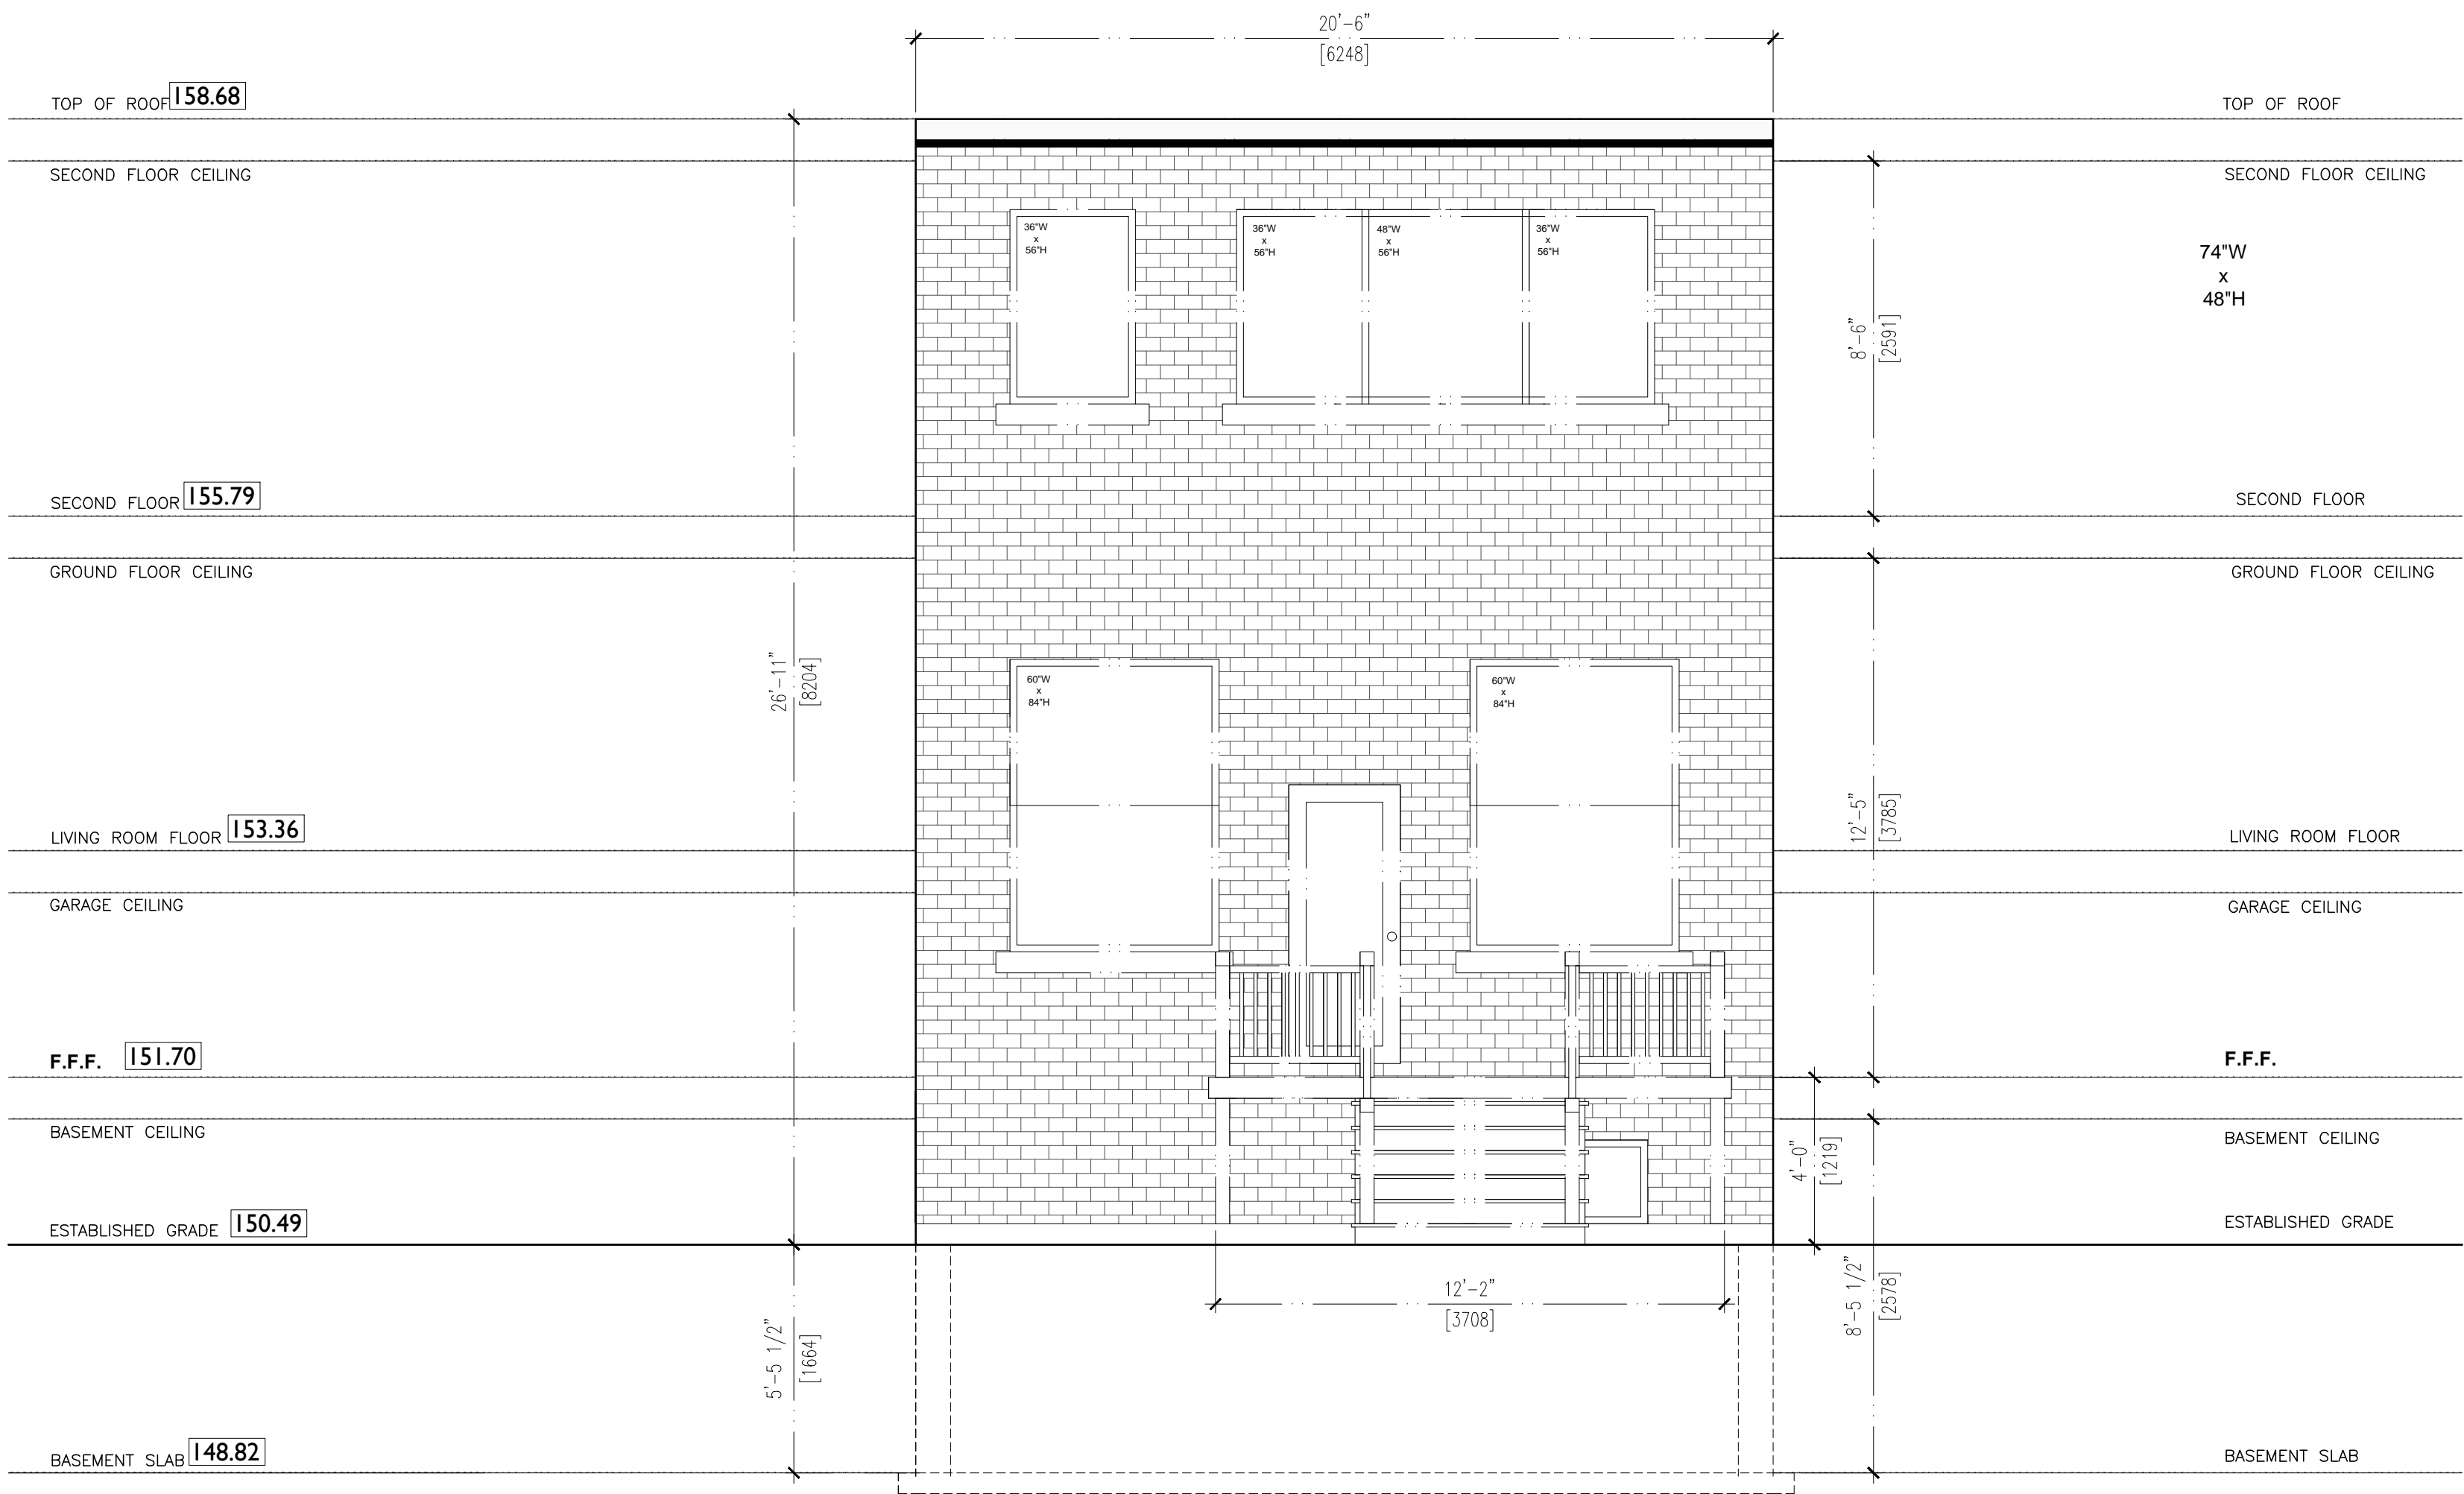 20'-6"
[6248]
TOP OF ROOF 158.68
TOP OF ROOF
SECOND FLOOR CEILING
SECOND FLOOR CEILING
36"W
x
56"H
36"W
x
56"H
48"W
x
56"H
36"W
x
56"H
74"W
x
48"H
8'-6"
[2591]
SECOND FLOOR 155.79
SECOND FLOOR
GROUND FLOOR CEILING
GROUND FLOOR CEILING
26'-11"
[8204]
60"W
x
84"H
60"W
x
84"H
12'-5"
[3785]
LIVING ROOM FLOOR 153.36
LIVING ROOM FLOOR
GARAGE CEILING
GARAGE CEILING
F.F.F. 151.70
F.F.F.
BASEMENT CEILING
BASEMENT CEILING
4'-0"
[1219]
ESTABLISHED GRADE 150.49
ESTABLISHED GRADE
12'-2"
[3708]
8'-5 1/2"
[2578]
5'-5 1/2"
[1664]
BASEMENT SLAB 148.82
BASEMENT SLAB